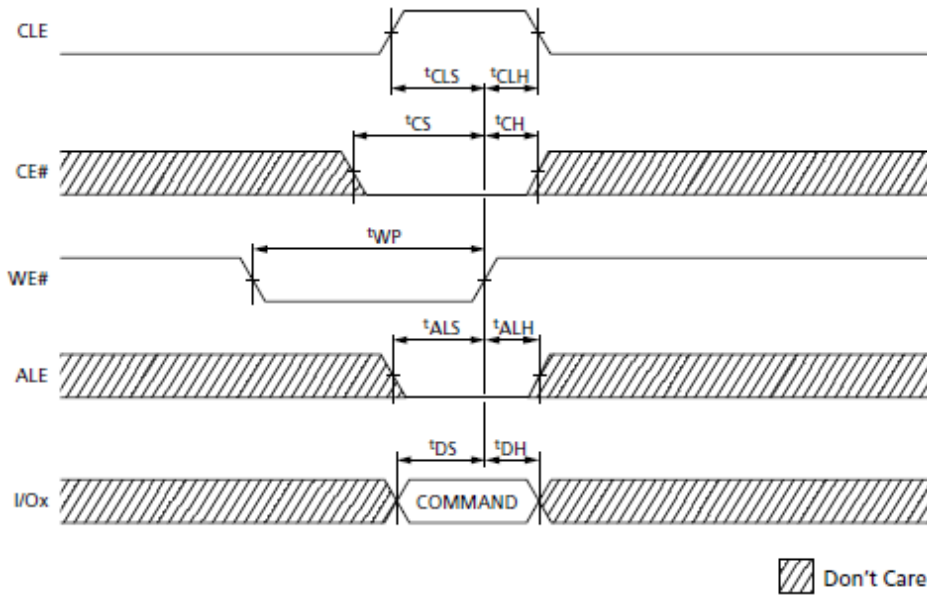 CLE
tCLS tCLH
tCS tCH
CE#
tWP
WE#
tALS tALH
ALE
tDS tDH
I/Ox COMMAND
Don't Care